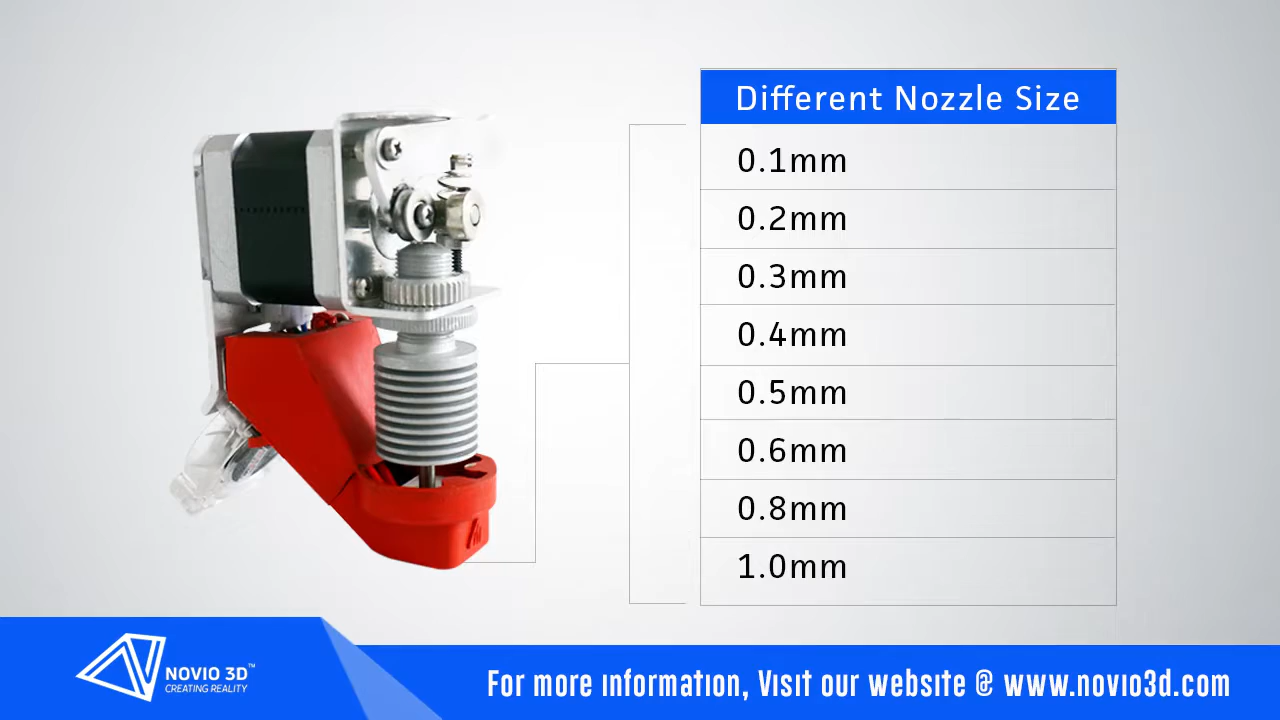 Different Nozzle Size
0.1mm
0.2mm
0.3mm
0.4mm
0.5mm
0.6mm
0.8mm
1.0mm
NOVIO 3D™
CREATING REALITY
For more information, Visit our website @ www.novio3d.com